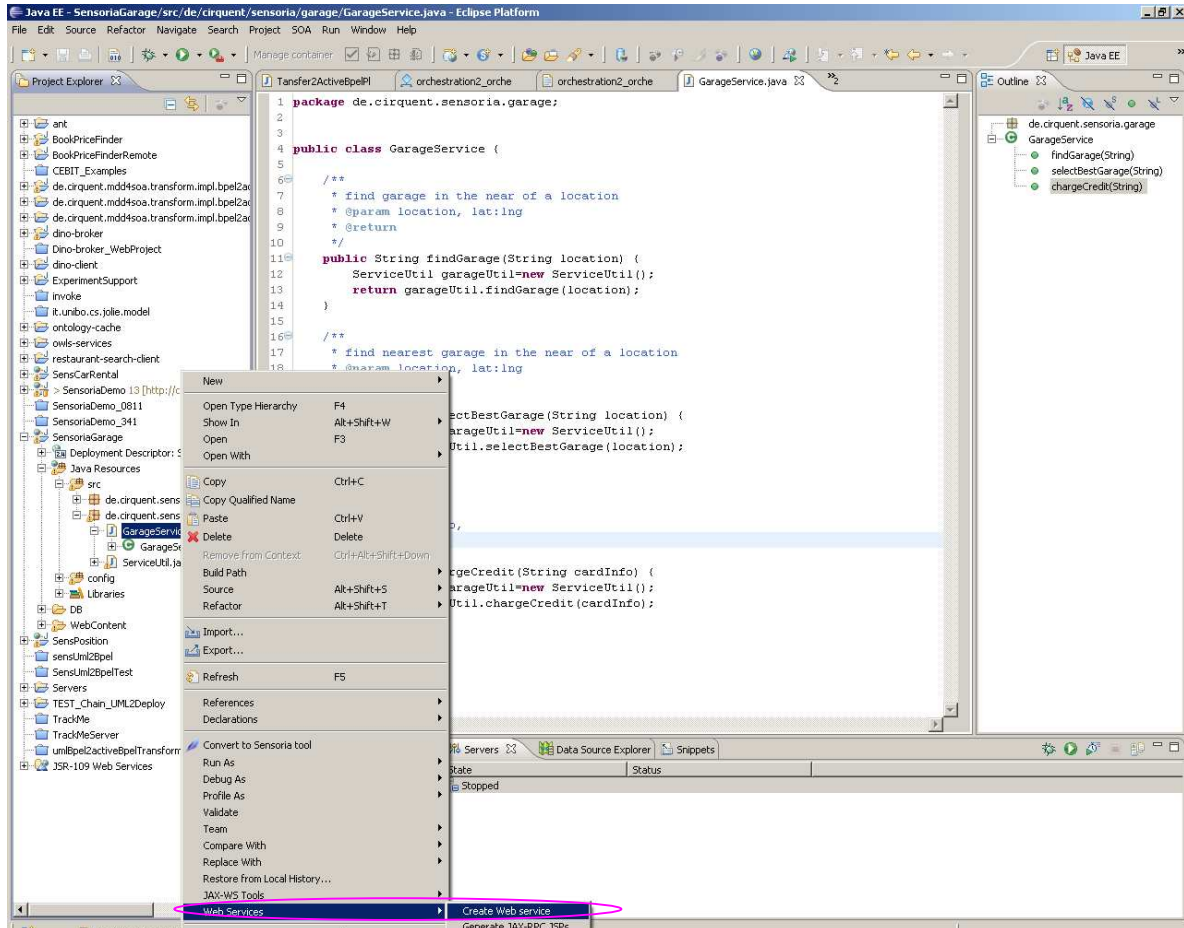 Java EE - SensoriaGarage/src/de/cirquent/sensoria/garage/GarageService.java - Eclipse Platform
File Edit Source Refactor Navigate Search Project SOA Run Window Help
Manage container
Java EE
Project Explorer
ant
BookPriceFinder
BookPriceFinderRemote
CEBIT_Examples
de.cirquent.mdd4soa.transform.impl.bpel2ac
de.cirquent.mdd4soa.transform.impl.bpel2ac
de.cirquent.mdd4soa.transform.impl.bpel2ac
dino-broker
Dino-broker_WebProject
dino-client
ExperimentSupport
invoke
it.unibo.cs.jolie.model
ontology-cache
owls-services
restaurant-search-client
SensCarRental
> SensoriaDemo 13 [http://c
SensoriaDemo_0811
SensoriaDemo_341
SensoriaGarage
Deployment Descriptor: S
Java Resources
src
de.cirquent.sens
de.cirquent.sens
GarageServic
GarageSe
ServiceUtil.ja
config
Libraries
DB
WebContent
SensPosition
sensUml2Bpel
SensUml2BpelTest
Servers
TEST_Chain_UML2Deploy
TrackMe
TrackMeServer
umlBpel2activeBpelTransform
JSR-109 Web Services
Tansfer2ActiveBpelPl
orchestration2_orche
orchestration2_orche
GarageService.java
2
1 package de.cirquent.sensoria.garage;
2
3
4 public class GarageService {
5
6 /**
7 * find garage in the near of a location
8 * @param location, lat:lng
9 * @return
10 */
11 public String findGarage(String location) {
12 ServiceUtil garageUtil=new ServiceUtil();
13 return garageUtil.findGarage(location);
14 }
15
16 /**
17 * find nearest garage in the near of a location
18 * @param location, lat:lng
ectBestGarage(String location) {
arageUtil=new ServiceUtil();
Util.selectBestGarage(location);
rgeCredit(String cardInfo) {
arageUtil=new ServiceUtil();
Util.chargeCredit(cardInfo);
New
Open Type Hierarchy F4
Show In Alt+Shift+W
Open F3
Open With
Copy Ctrl+C
Copy Qualified Name
Paste Ctrl+V
Delete Delete
Remove from Context Ctrl+Alt+Shift+Down
Build Path
Source Alt+Shift+S
Refactor Alt+Shift+T
Import...
Export...
Refresh F5
References
Declarations
Convert to Sensoria tool
Run As
Debug As
Profile As
Validate
Team
Compare With
Replace With
Restore from Local History...
JAX-WS Tools
Web Services
Create Web service
Generate JAX-RPC JSPs
Servers
Data Source Explorer
Snippets
State Status
Stopped
Outline
de.cirquent.sensoria.garage
GarageService
findGarage(String)
selectBestGarage(String)
chargeCredit(String)